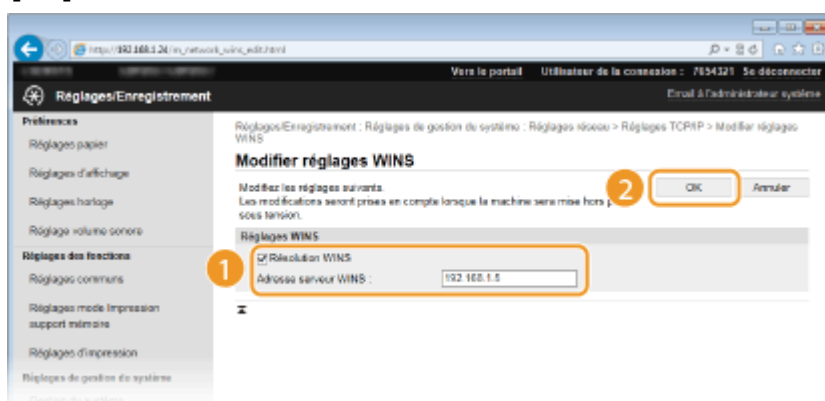 http://192.168.1.24/m_network_wins_edit.html
Vers le portail Utilisateur de la connexion : 7654321 Se déconnecter
Réglages/Enregistrement Email à l'administrateur système
Préférences
Réglages papier
Réglages d'affichage
Réglages horloge
Réglage volume sonore
Réglages des fonctions
Réglages communs
Réglages mode Impression
support mémoire
Réglages d'impression
Réglages de gestion du système
Réglages/Enregistrement : Réglages de gestion du système : Réglages réseau > Réglages TCP/IP > Modifier réglages
WINS
Modifier réglages WINS
Modifiez les réglages suivants.
Les modifications seront prises en compte lorsque la machine sera mise hors
sous tension.
2
OK Annuler
Réglages WINS
1
Résolution WINS
Adresse serveur WINS : 192.168.1.5